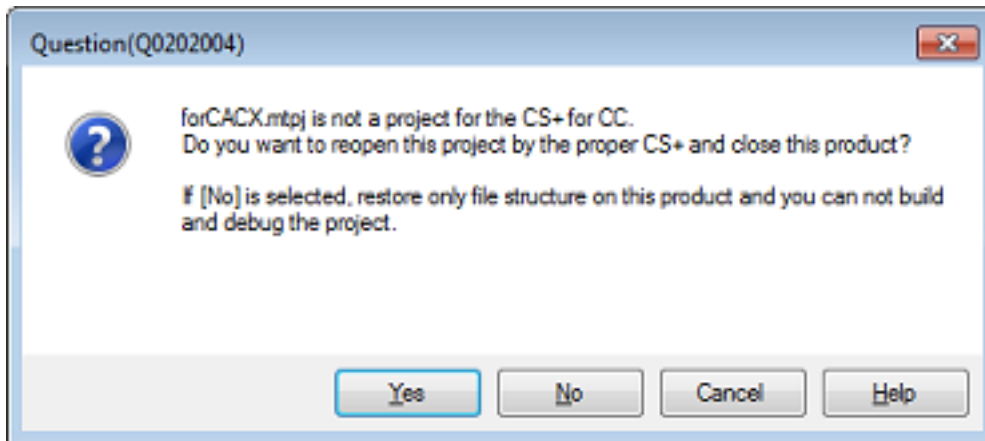 Question(Q0202004)
forCACX.mtpj is not a project for the CS+ for CC.
Do you want to reopen this project by the proper CS+ and close this product?
If [No] is selected, restore only file structure on this product and you can not build
and debug the project.
Yes No Cancel Help